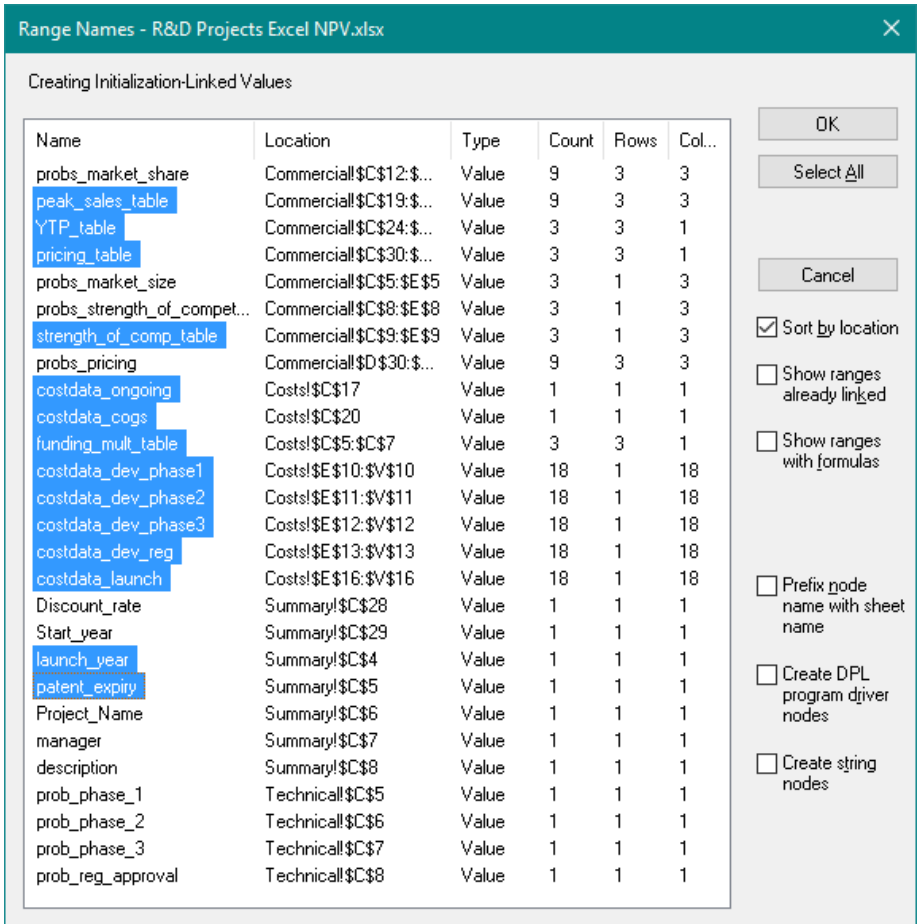 Range Names - R&D Projects Excel NPV.xlsx
Creating Initialization-Linked Values
Name Location Type Count Rows Col...
probs_market_share Commercial!$C$12:$... Value 9 3 3
peak_sales_table Commercial!$C$19:$... Value 9 3 3
YTP_table Commercial!$C$24:$... Value 3 3 1
pricing_table Commercial!$C$30:$... Value 3 3 1
probs_market_size Commercial!$C$5:$E$5 Value 3 1 3
probs_strength_of_compet... Commercial!$C$8:$E$8 Value 3 1 3
strength_of_comp_table Commercial!$C$9:$E$9 Value 3 1 3
probs_pricing Commercial!$D$30:$... Value 9 3 3
costdata_ongoing Costs!$C$17 Value 1 1 1
costdata_cogs Costs!$C$20 Value 1 1 1
funding_mult_table Costs!$C$5:$C$7 Value 3 3 1
costdata_dev_phase1 Costs!$E$10:$V$10 Value 18 1 18
costdata_dev_phase2 Costs!$E$11:$V$11 Value 18 1 18
costdata_dev_phase3 Costs!$E$12:$V$12 Value 18 1 18
costdata_dev_reg Costs!$E$13:$V$13 Value 18 1 18
costdata_launch Costs!$E$16:$V$16 Value 18 1 18
Discount_rate Summary!$C$28 Value 1 1 1
Start_year Summary!$C$29 Value 1 1 1
launch_year Summary!$C$4 Value 1 1 1
patent_expiry Summary!$C$5 Value 1 1 1
Project_Name Summary!$C$6 Value 1 1 1
manager Summary!$C$7 Value 1 1 1
description Summary!$C$8 Value 1 1 1
prob_phase_1 Technical!$C$5 Value 1 1 1
prob_phase_2 Technical!$C$6 Value 1 1 1
prob_phase_3 Technical!$C$7 Value 1 1 1
prob_reg_approval Technical!$C$8 Value 1 1 1
OK
Select All
Cancel
Sort by location
Show ranges
already linked
Show ranges
with formulas
Prefix node
name with sheet
name
Create DPL
program driver
nodes
Create string
nodes